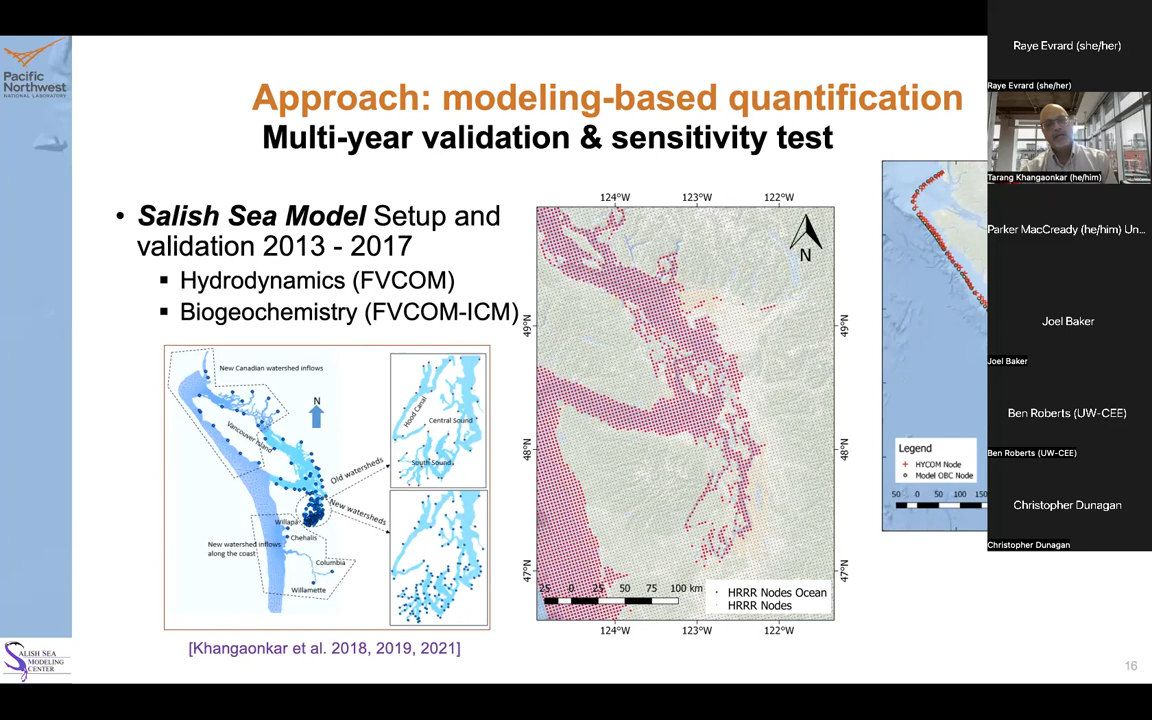 Pacific
Northwest
NATIONAL LABORATORY
Approach: modeling-based quantification
Multi-year validation & sensitivity test
• Salish Sea Model Setup and
validation 2013 - 2017
▪ Hydrodynamics (FVCOM)
▪ Biogeochemistry (FVCOM-ICM)
New Canadian watershed inflows
N
Vancouver Island
Hood Canal
Central Sound
South Sound
Old watersheds
New watersheds
Willapa
Chehalis
New watershed inflows
along the coast
Columbia
Willamette
[Khangaonkar et al. 2018, 2019, 2021]
124°W 123°W 122°W
N
49°N 49°N
48°N 48°N
47°N 47°N
25 0 25 50 75 100 km
HRRR Nodes Ocean
HRRR Nodes
124°W 123°W 122°W
Legend
HYCOM Node
Model OBC Node
50 0 50 100 150
SALISH SEA
MODELING
CENTER
16
Raye Evrard (she/her)
Raye Evrard (she/her)
Tarang Khangaonkar (he/him)
Parker MacCready (he/him) Un...
Joel Baker
Joel Baker
Ben Roberts (UW-CEE)
Ben Roberts (UW-CEE)
Christopher Dunagan
Christopher Dunagan